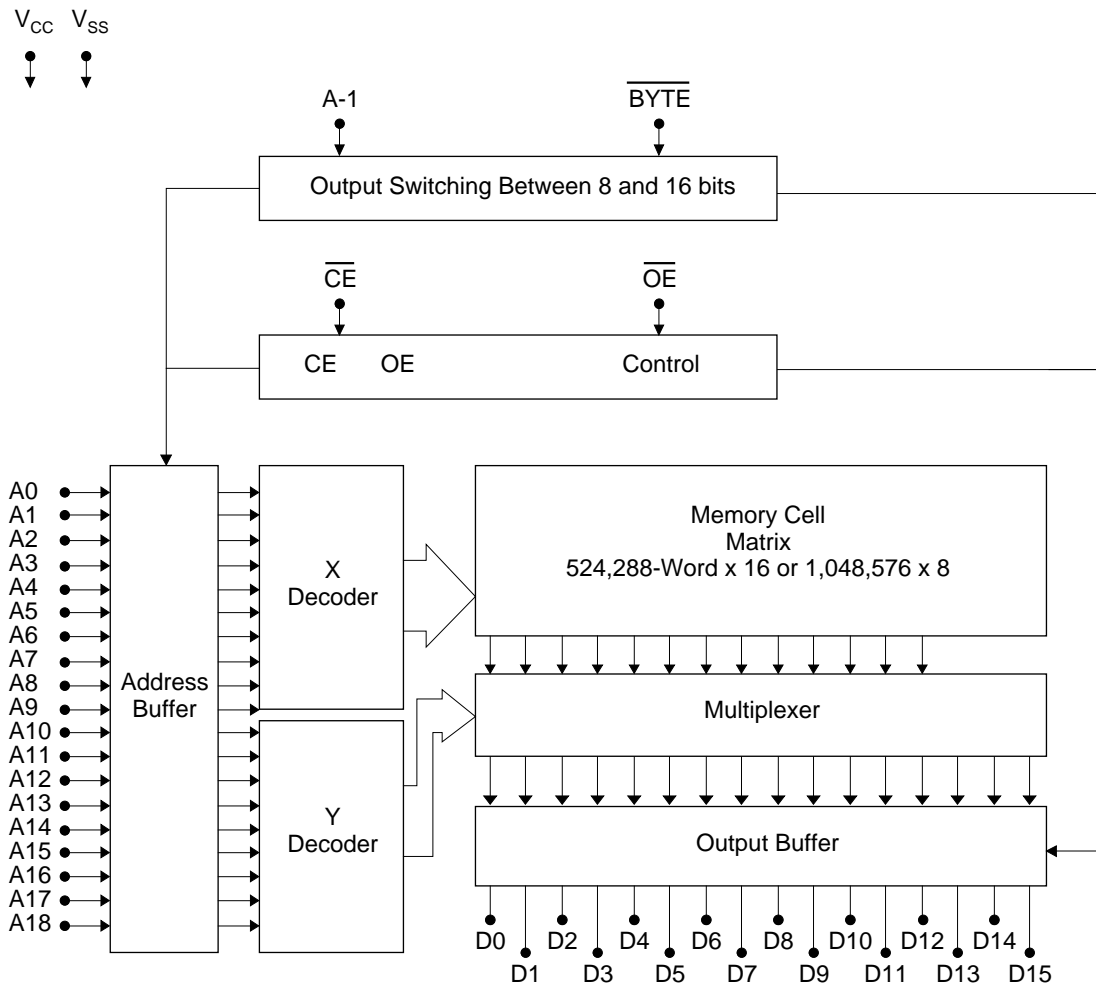 VCC VSS
A-1 BYTE
Output Switching Between 8 and 16 bits
CE OE
CE OE Control
A0
A1
A2
A3
A4
A5
A6
A7
A8
A9
A10
A11
A12
A13
A14
A15
A16
A17
A18
Address
Buffer
X
Decoder
Y
Decoder
Memory Cell
Matrix
524,288-Word x 16 or 1,048,576 x 8
Multiplexer
Output Buffer
D0 D2 D4 D6 D8 D10 D12 D14
D1 D3 D5 D7 D9 D11 D13 D15